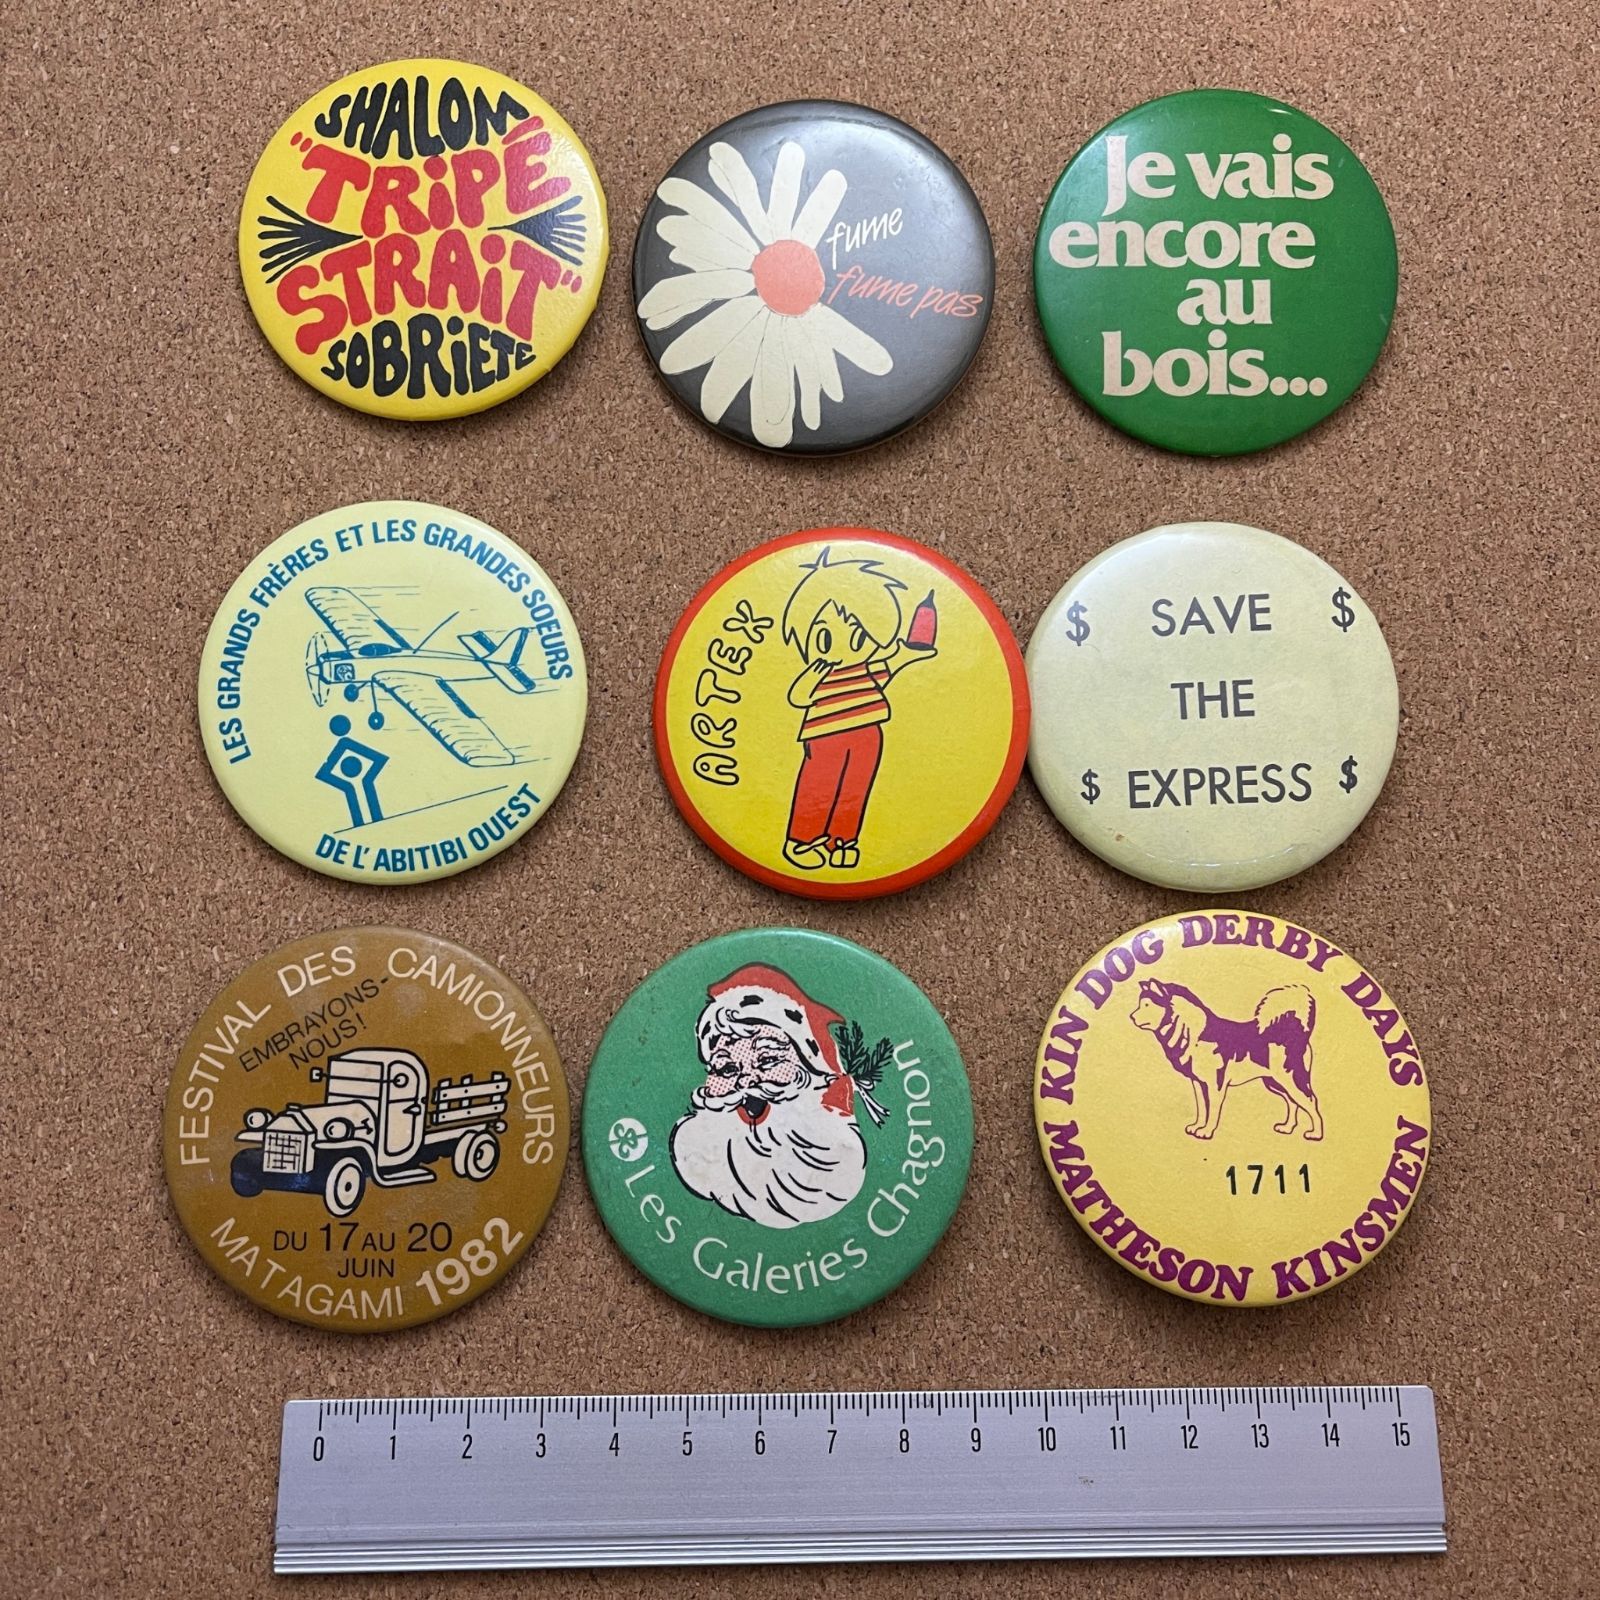 SHALOM
"TRIPÉ
STRAIT"
SOBRIETE
fume
fume pas
Je vais
encore
au
bois...
LES GRANDS FRÈRES ET LES GRANDES SOEURS
DE L'ABITIBI OUEST
ARTEX
$ SAVE $
THE
$ EXPRESS $
FESTIVAL DES CAMIONNEURS
EMBRAYONS-
NOUS!
DU 17 AU 20
JUIN
MATAGAMI 1982
Les Galeries Chagnon
KIN DOG DERBY DAYS
1711
MATHESON KINSMEN
0 1 2 3 4 5 6 7 8 9 10 11 12 13 14 15